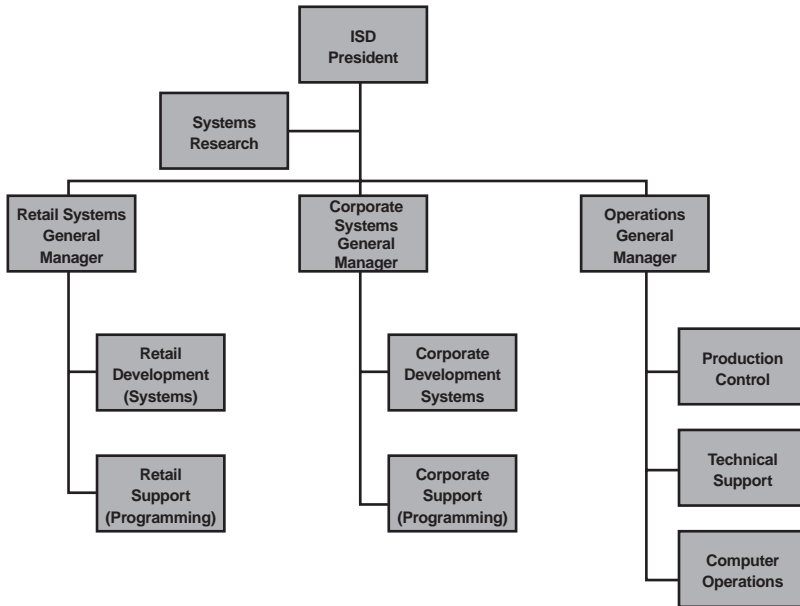 ISD
President
Systems
Research
Retail Systems
General
Manager
Corporate
Systems
General
Manager
Operations
General
Manager
Retail
Development
(Systems)
Corporate
Development
Systems
Production
Control
Retail
Support
(Programming)
Corporate
Support
(Programming)
Technical
Support
Computer
Operations